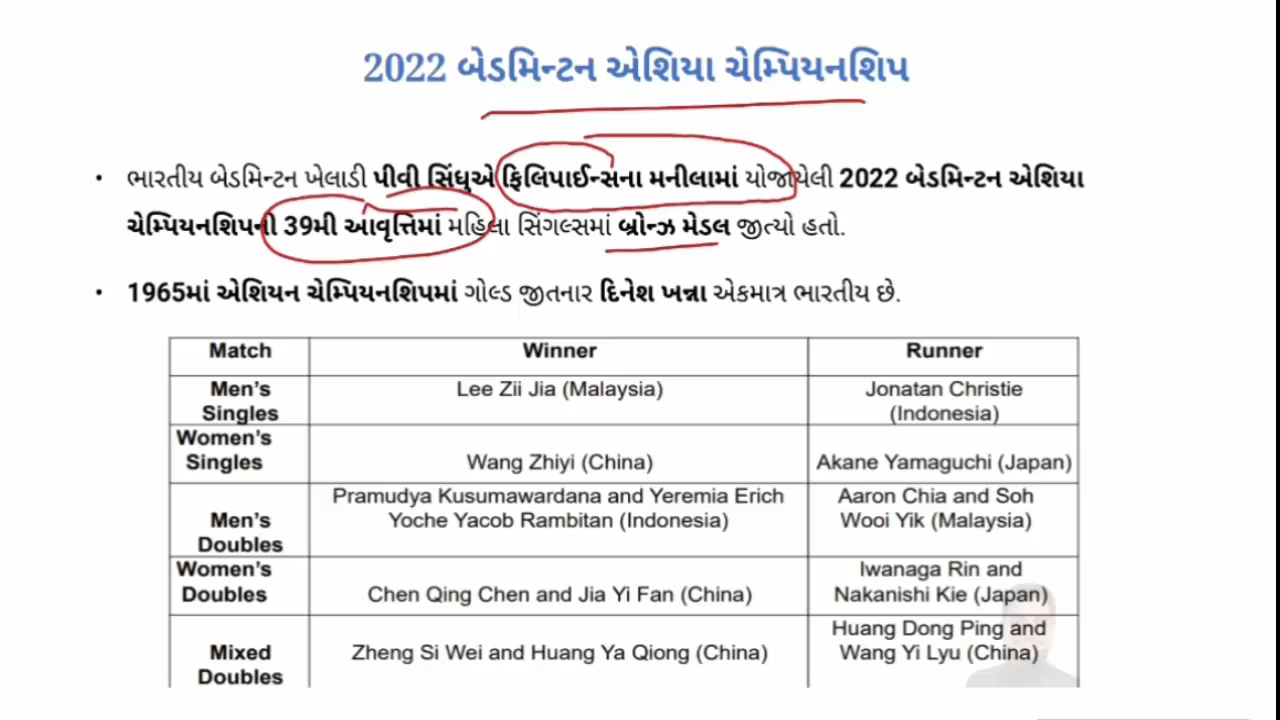 2022 બેડમિન્ટન એશિયા ચેમ્પિયનશિપ
• ભારતીય બેડમિન્ટન ખેલાડી પીવી સિંધુએ ફિલિપાઈન્સના મનીલામાં યોજાયેલી 2022 બેડમિન્ટન એશિયા
ચેમ્પિયનશિપની 39મી આવૃત્તિમાં મહિલા સિંગલ્સમાં બ્રોન્ઝ મેડલ જીત્યો હતો.
• 1965માં એશિયન ચેમ્પિયનશિપમાં ગોલ્ડ જીતનાર દિનેશ ખન્ના એકમાત્ર ભારતીય છે.
Match Winner Runner
Men's Lee Zii Jia (Malaysia) Jonatan Christie
Singles (Indonesia)
Women's
Singles Wang Zhiyi (China) Akane Yamaguchi (Japan)
Pramudya Kusumawardana and Yeremia Erich Aaron Chia and Soh
Men's Yoche Yacob Rambitan (Indonesia) Wooi Yik (Malaysia)
Doubles
Women's Iwanaga Rin and
Doubles Chen Qing Chen and Jia Yi Fan (China) Nakanishi Kie (Japan)
Huang Dong Ping and
Mixed Zheng Si Wei and Huang Ya Qiong (China) Wang Yi Lyu (China)
Doubles